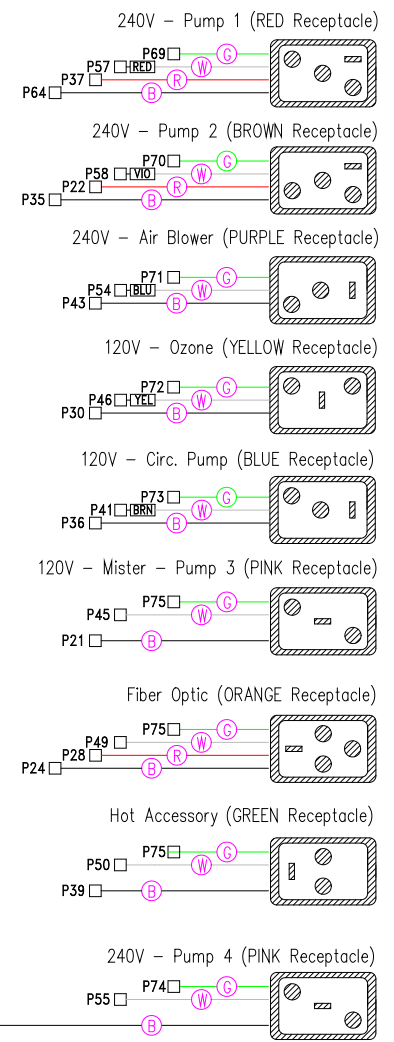 240V - Pump 1 (RED Receptacle)
P69 G
P57 RED W
P37 R
P64 B
240V - Pump 2 (BROWN Receptacle)
P70 G
P58 VIO W
P22 R
P35 B
240V - Air Blower (PURPLE Receptacle)
P71 G
P54 BLU W
P43 B
120V - Ozone (YELLOW Receptacle)
P72 G
P46 YEL W
P30 B
120V - Circ. Pump (BLUE Receptacle)
P73 G
P41 BRN W
P36 B
120V - Mister - Pump 3 (PINK Receptacle)
P75 G
P45 W
P21 B
Fiber Optic (ORANGE Receptacle)
P75 G
P49 W
P28 R
P24 B
Hot Accessory (GREEN Receptacle)
P75 G
P50 W
P39 B
240V - Pump 4 (PINK Receptacle)
P74 G
P55 W
B